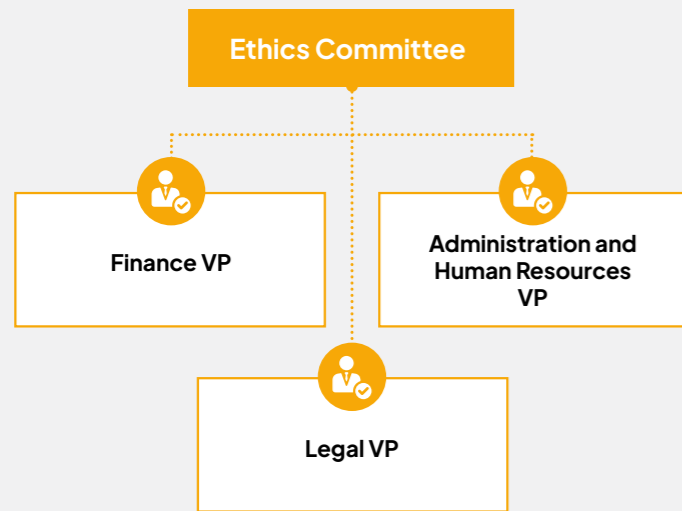 Ethics Committee
Finance VP
Administration and
Human Resources
VP
Legal VP